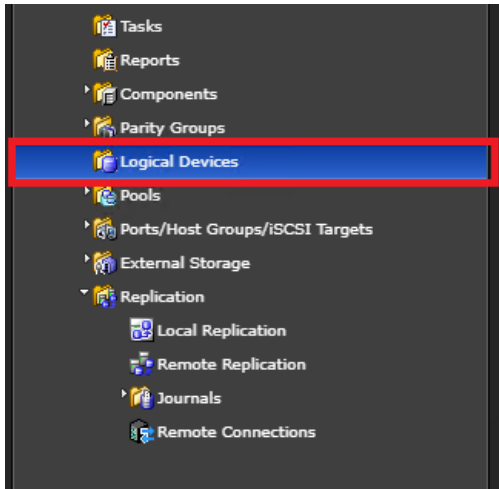 Tasks
Reports
Components
Parity Groups
Logical Devices
Pools
Ports/Host Groups/iSCSI Targets
External Storage
Replication
Local Replication
Remote Replication
Journals
Remote Connections